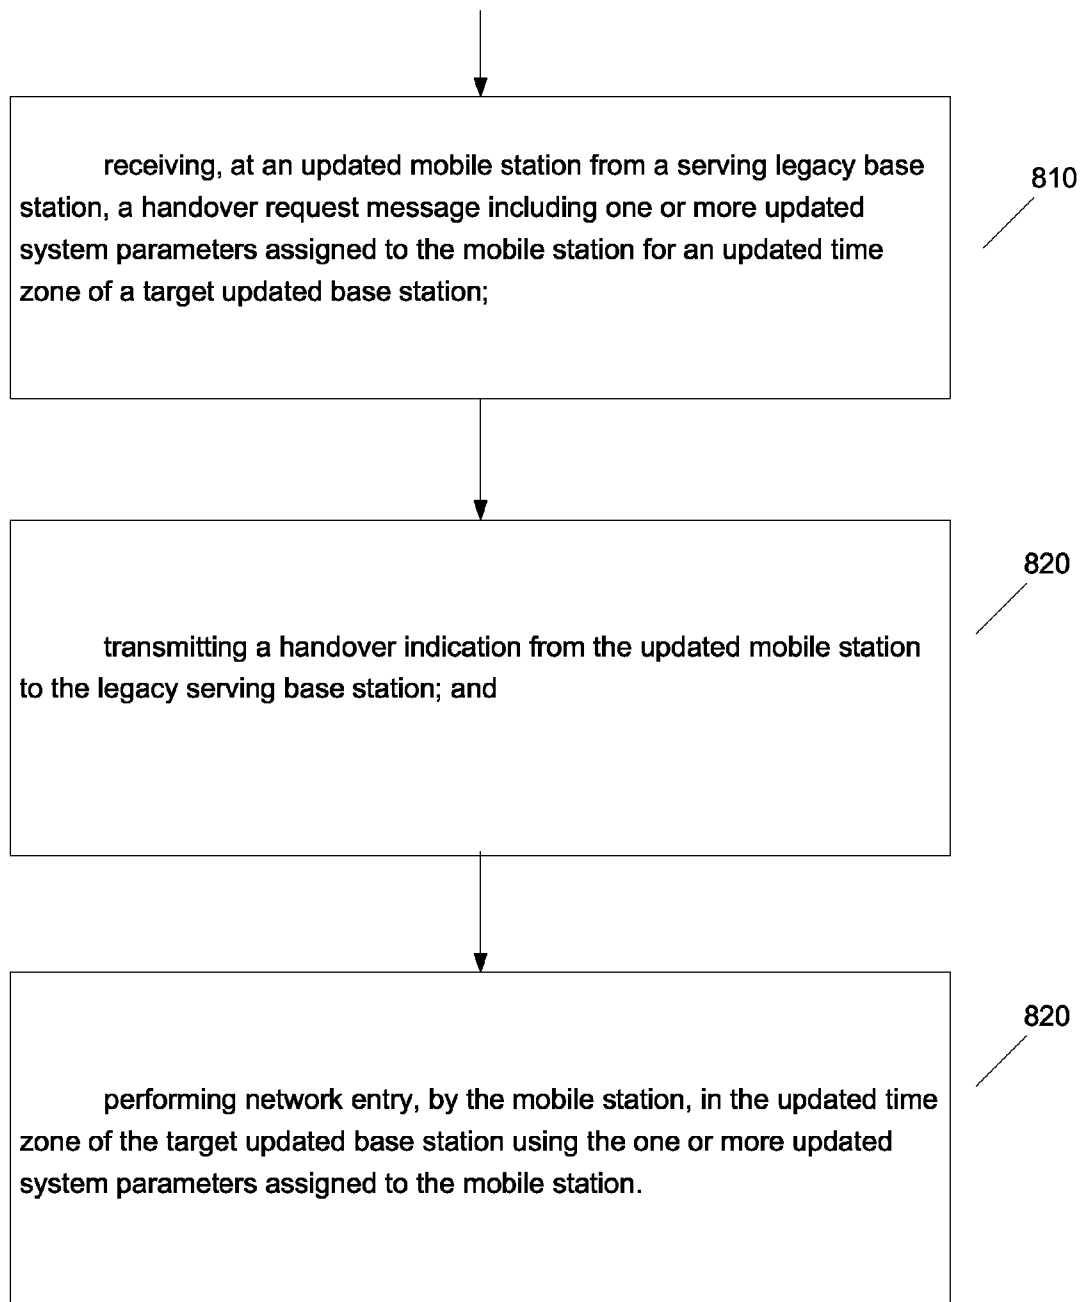 receiving, at an updated mobile station from a serving legacy base
810
station, a handover request message including one or more updated
system parameters assigned to the mobile station for an updated time
zone of a target updated base station;
820
transmitting a handover indication from the updated mobile station
to the legacy serving base station; and
820
performing network entry, by the mobile station, in the updated time
zone of the target updated base station using the one or more updated
system parameters assigned to the mobile station.